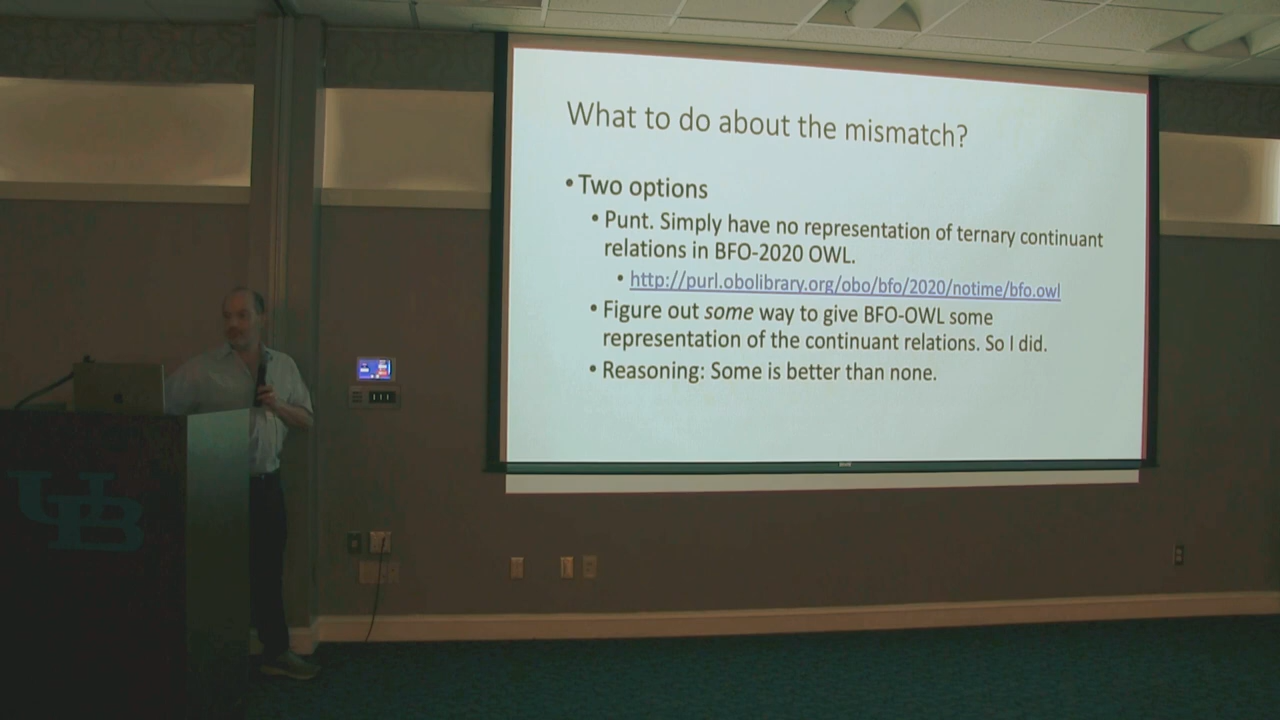 What to do about the mismatch?
• Two options
• Punt. Simply have no representation of ternary continuant
relations in BFO-2020 OWL.
• http://purl.obolibrary.org/obo/bfo/2020/notime/bfo.owl
• Figure out some way to give BFO-OWL some
representation of the continuant relations. So I did.
• Reasoning: Some is better than none.
UB